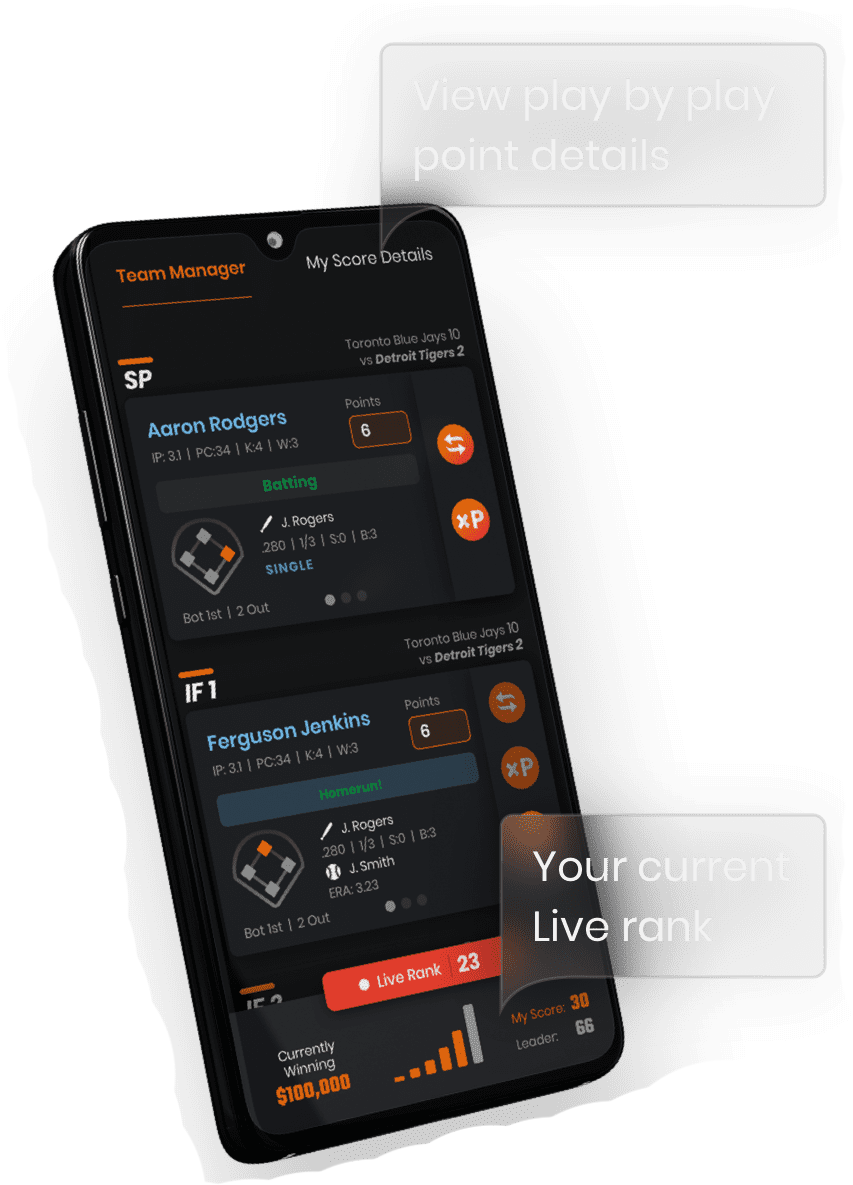 View play by play
point details
Team Manager
My Score Details
Toronto Blue Jays 10
vs Detroit Tigers 2
SP
Aaron Rodgers
Points
6
IP: 3.1 | PC:34 | K:4 | W:3
Batting
xP
J. Rogers
.280 | 1/3 | S:0 | B:3
SINGLE
Bot 1st | 2 Out
Toronto Blue Jays 10
vs Detroit Tigers 2
IF 1
Ferguson Jenkins
Points
6
IP: 3.1 | PC:34 | K:4 | W:3
xP
Homerun!
J. Rogers
.280 | 1/3 | S:0 | B:3
J. Smith
ERA: 3.23
Bot 1st | 2 Out
Your current
Live rank
Live Rank 23
IF 2
Currently
Winning
$100,000
My Score: 30
Leader: 66